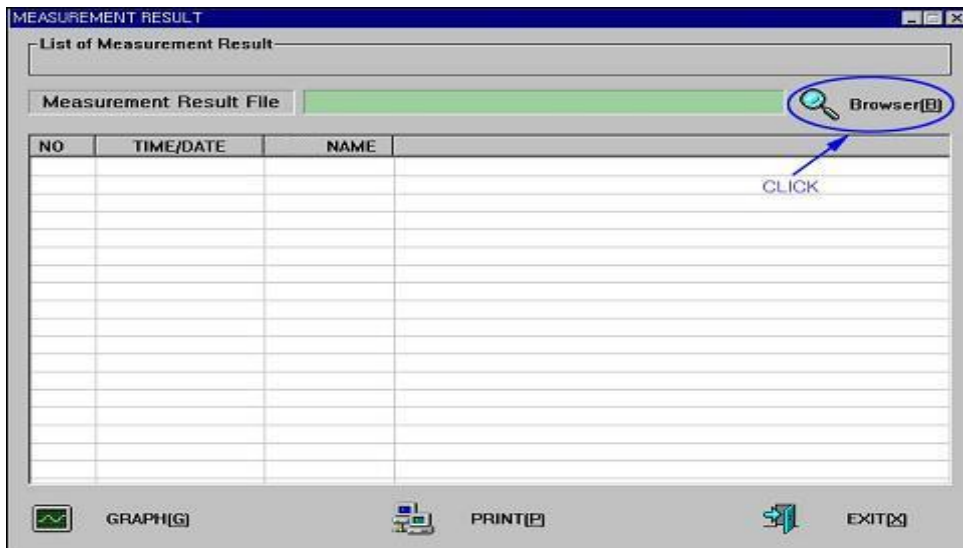 MEASUREMENT RESULT
List of Measurement Result
Measurement Result File
Browser[B]
NO TIME/DATE NAME
CLICK
GRAPH[G] PRINT[P] EXIT[X]